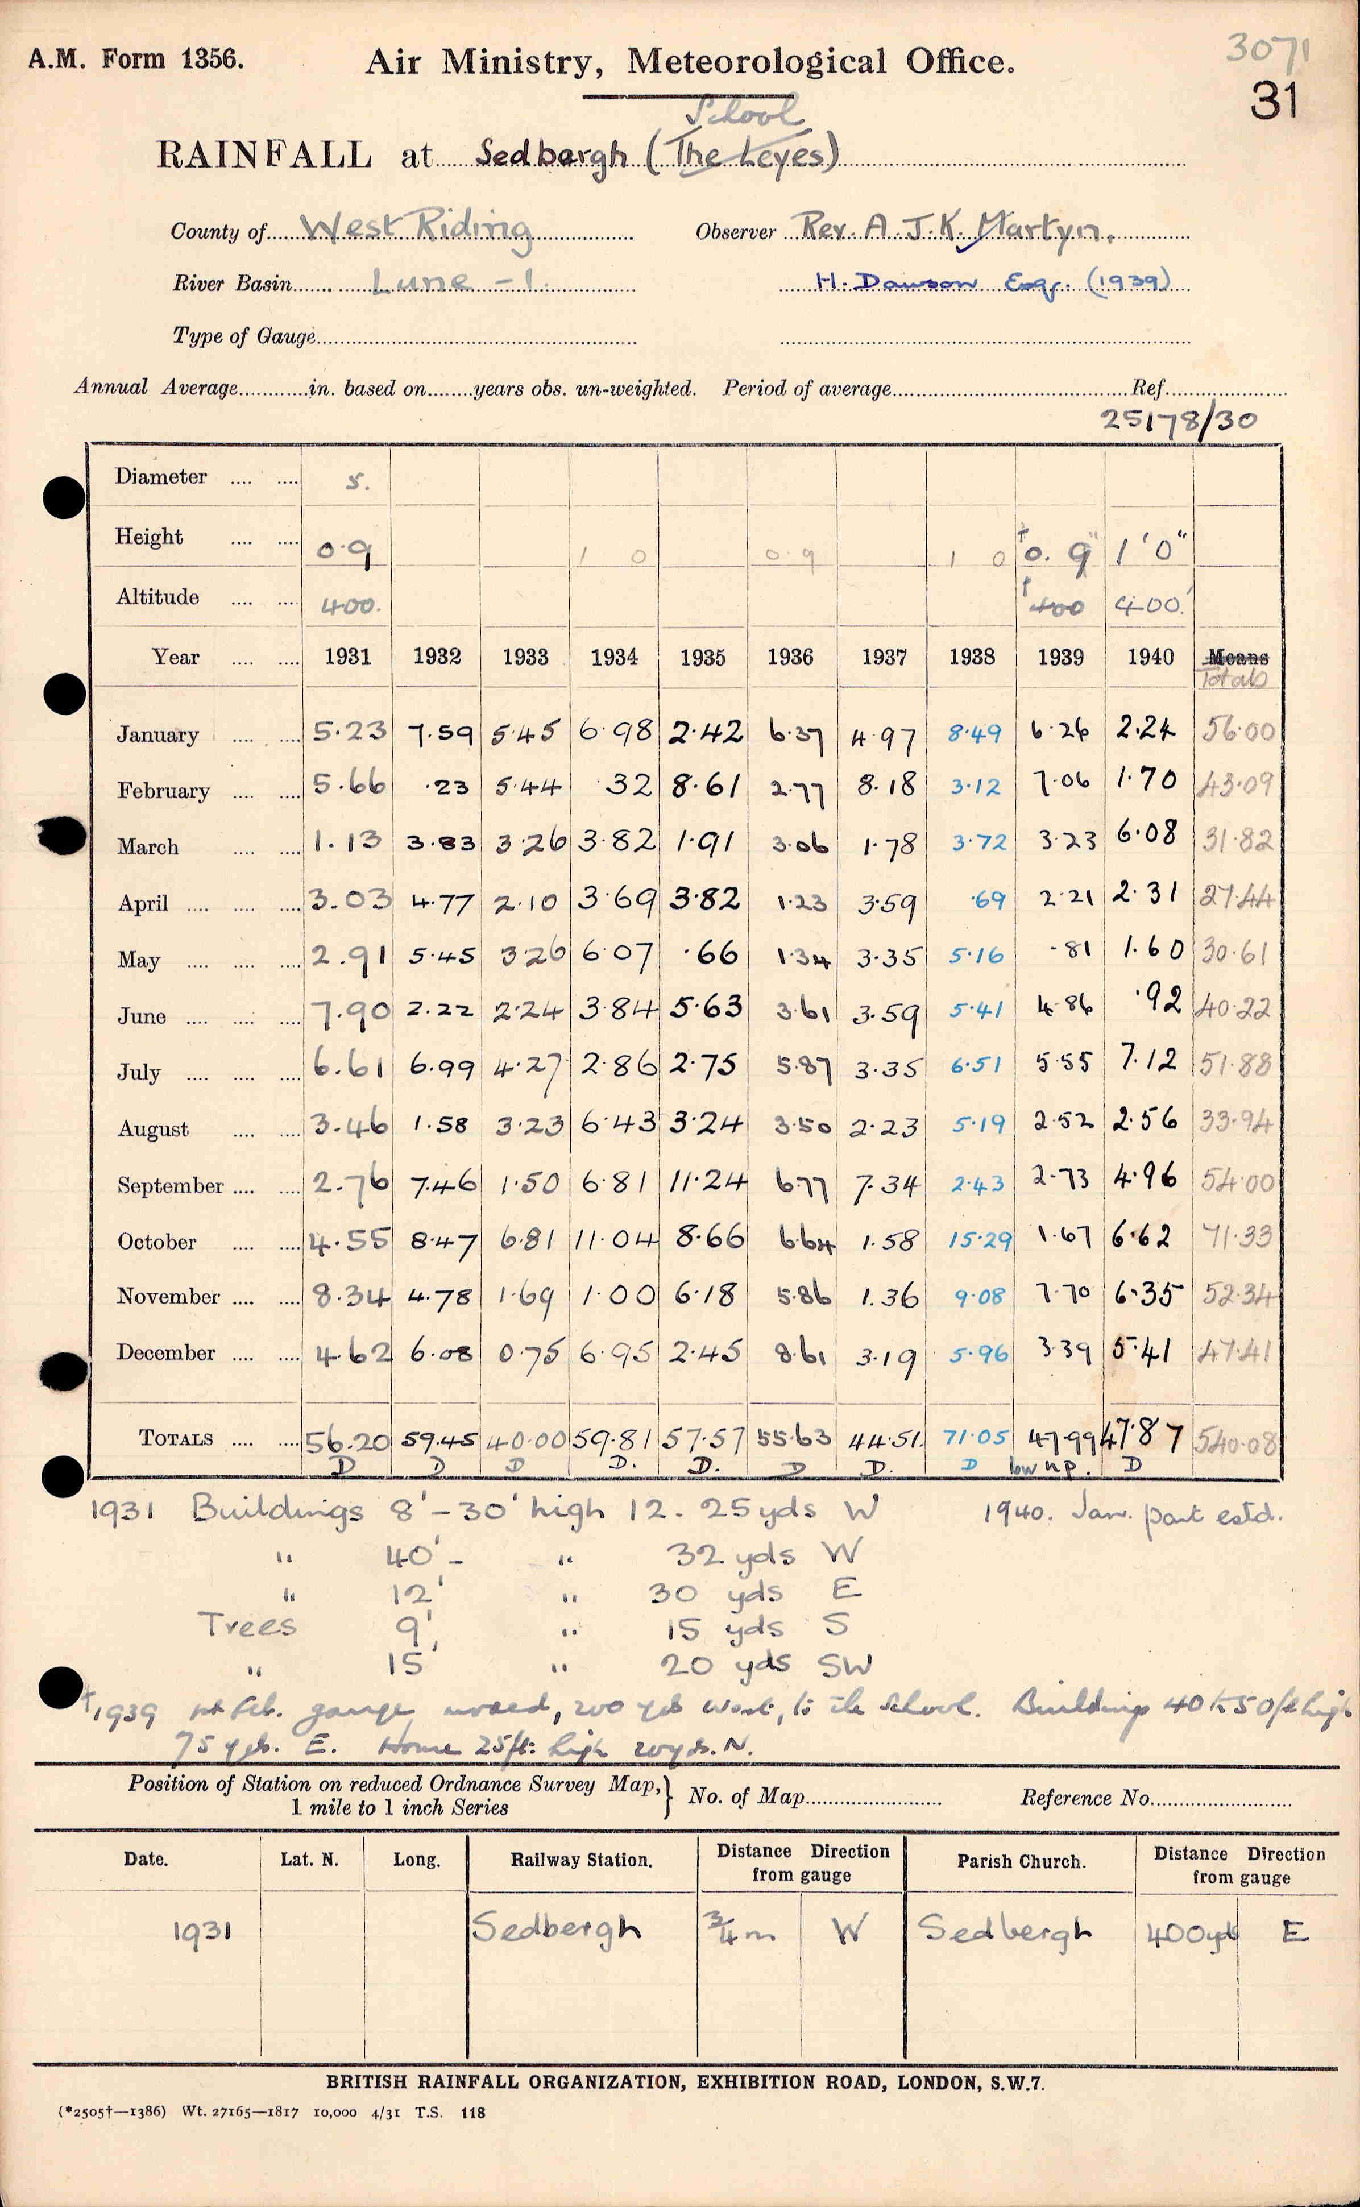 3071
A.M. Form 1356. Air Ministry, Meteorological Office.
31
School
RAINFALL at Sedbergh (The Leyes)
County of West Riding Observer Rev. A. J. K. Martyn.
River Basin Lune - 1. H. Dawson Esq. (1939)
Type of Gauge
Annual Average in. based on years obs. un-weighted. Period of average Ref.
25178/30
Diameter .... .... 5.
Height .... .... 0.9 1 0 0.9 1 0 †0. 9" 1'0"
Altitude .... .... 400. †400 400'
Year .... .... 1931 1932 1933 1934 1935 1936 1937 1938 1939 1940 Means
Totals
January .... .... 5.23 7.59 5.45 6.98 2.42 6.37 4.97 8.49 6.26 2.24 56.00
February .... .... 5.66 .23 5.44 .32 8.61 2.77 8.18 3.12 7.06 1.70 43.09
March .... .... 1.13 3.83 3.26 3.82 1.91 3.06 1.78 3.72 3.23 6.08 31.82
April .... .... .... 3.03 4.77 2.10 3.69 3.82 1.23 3.59 .69 2.21 2.31 27.44
May .... .... .... 2.91 5.45 3.26 6.07 .66 1.34 3.35 5.16 .81 1.60 30.61
June .... .... .... 7.90 2.22 2.24 3.84 5.63 3.61 3.59 5.41 4.86 .92 40.22
July .... .... .... 6.61 6.99 4.27 2.86 2.75 5.87 3.35 6.51 5.55 7.12 51.88
August .... .... 3.46 1.58 3.23 6.43 3.24 3.50 2.23 5.19 2.52 2.56 33.94
September .... .... 2.76 7.46 1.50 6.81 11.24 6.77 7.34 2.43 2.73 4.96 54.00
October .... .... 4.55 8.47 6.81 11.04 8.66 6.64 1.58 15.29 1.67 6.62 71.33
November .... .... 8.34 4.78 1.69 1.00 6.18 5.86 1.36 9.08 7.70 6.35 52.34
December .... .... 4.62 6.08 0.75 6.95 2.45 8.61 3.19 5.96 3.39 5.41 47.41
TOTALS .... .... 56.20 59.45 40.00 59.81 57.57 55.63 44.51. 71.05 47.99 47.87 540.08
D D D D. D. D D. D low n.p. D
1931 Buildings 8' - 30' high 12. 25 yds W 1940. Jan. part estd.
" 40' - " 32 yds W
" 12' " 30 yds E
Trees 9' " 15 yds S
" 15' " 20 yds SW
† 1939 Feb. gauge moved, 200 yds west, to the School. Building 40 to 50 ft high
75 yds. E. Home 25ft. high 20 yds. N.
Position of Station on reduced Ordnance Survey Map, } No. of Map Reference No.
1 mile to 1 inch Series
Date. Lat. N. Long. Railway Station. Distance Direction from gauge Parish Church. Distance Direction from gauge
1931 Sedbergh 3/4 m W Sedbergh 400 yds E
BRITISH RAINFALL ORGANIZATION, EXHIBITION ROAD, LONDON, S.W.7.
(*2505†—1386) Wt. 27165—1817 10,000 4/31 T.S. 118